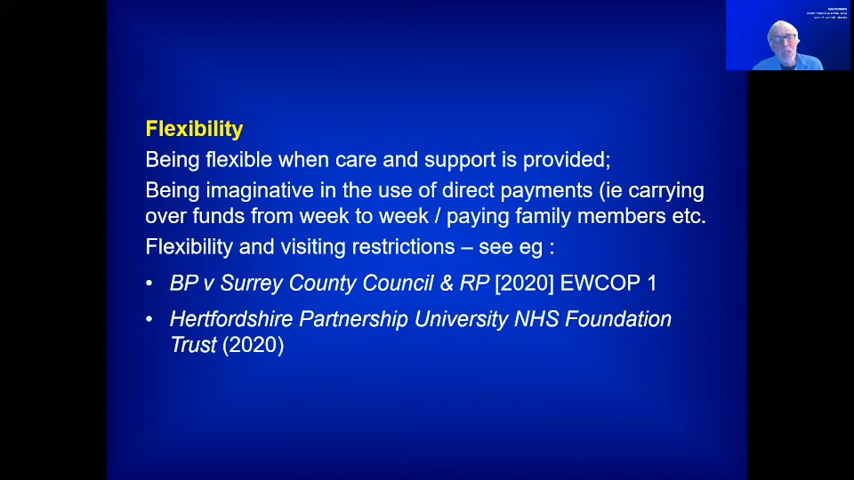 Flexibility
Being flexible when care and support is provided;
Being imaginative in the use of direct payments (ie carrying
over funds from week to week / paying family members etc.
Flexibility and visiting restrictions – see eg :
• BP v Surrey County Council & RP [2020] EWCOP 1
• Hertfordshire Partnership University NHS Foundation
Trust (2020)